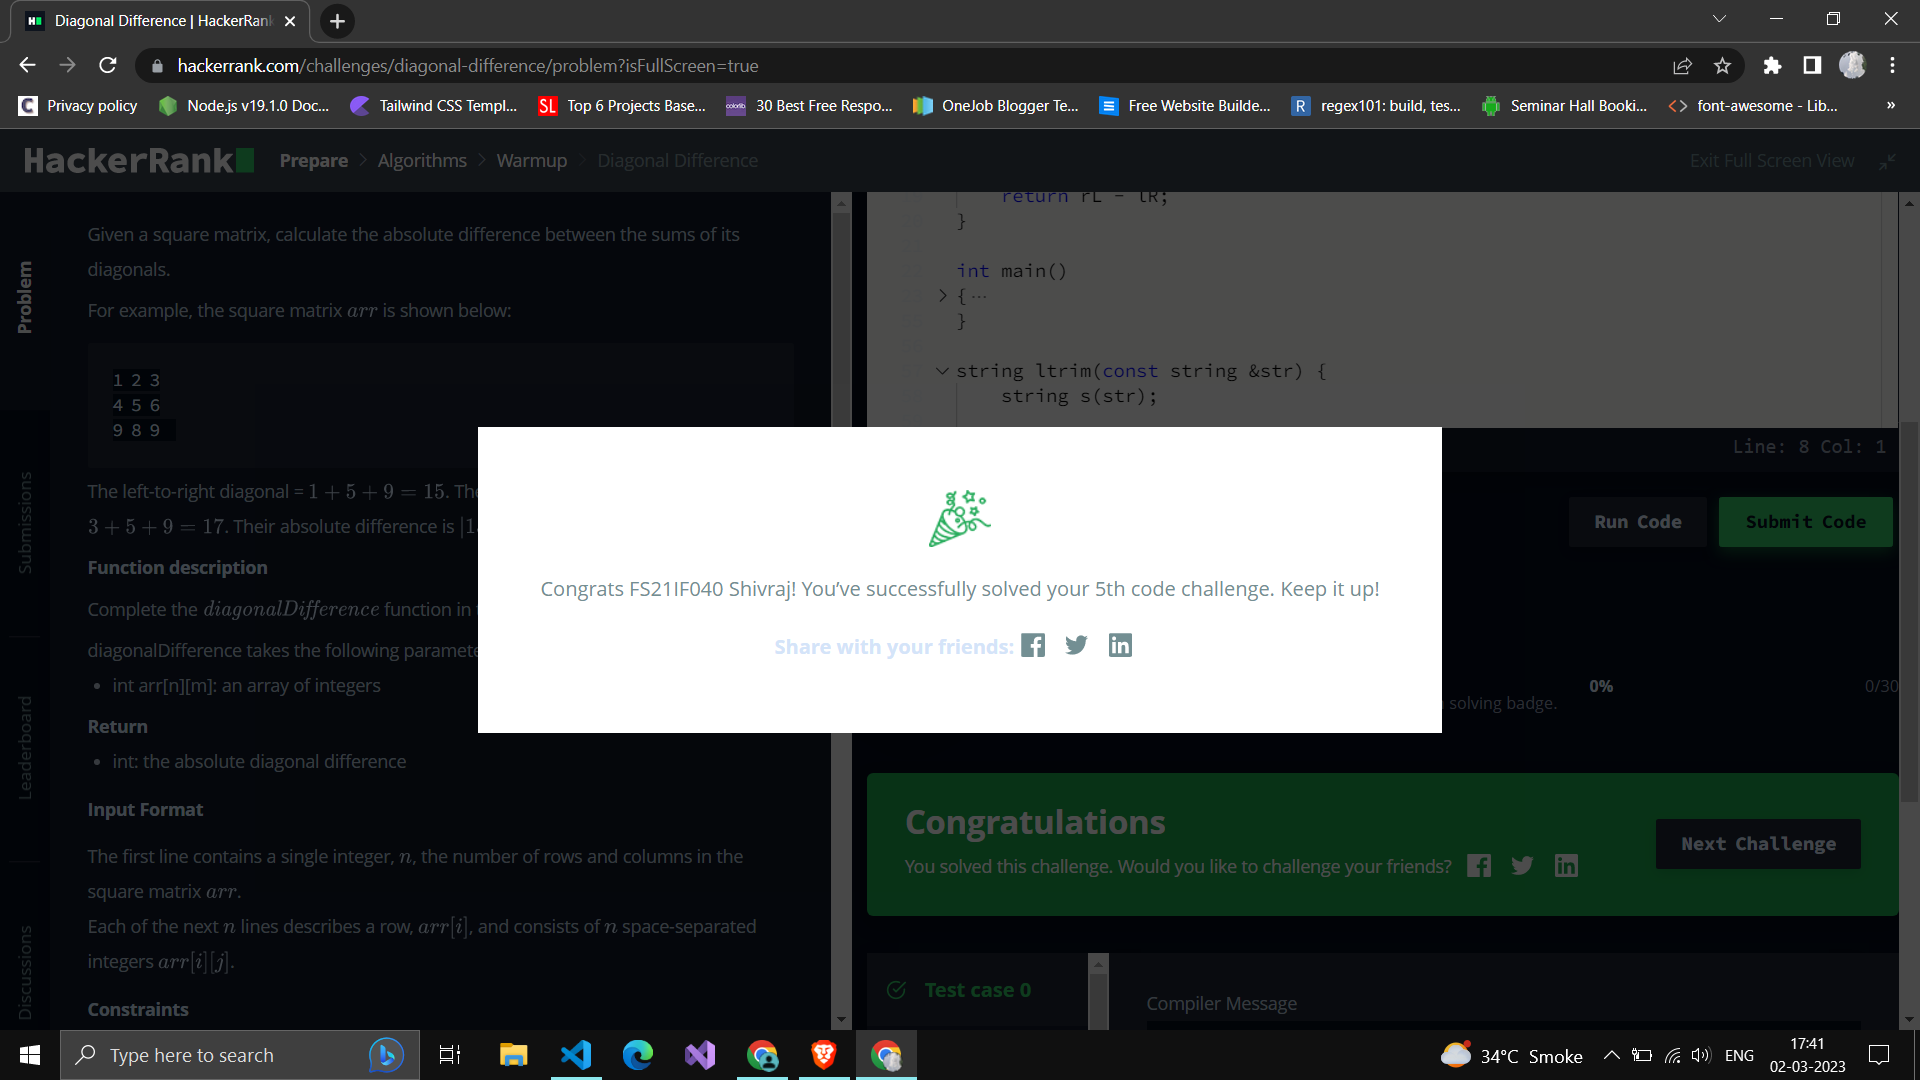 Diagonal Difference | HackerRank
hackerrank.com/challenges/diagonal-difference/problem?isFullScreen=true
Privacy policy
Node.js v19.1.0 Doc...
Tailwind CSS Templ...
SL
Top 6 Projects Base...
colorlib
30 Best Free Respo...
OneJob Blogger Te...
Free Website Builde...
R
regex101: build, tes...
Seminar Hall Booki...
font-awesome - Lib...
»
HackerRank
Prepare > Algorithms > Warmup > Diagonal Difference
Exit Full Screen View
Problem
Submissions
Leaderboard
Discussions
Given a square matrix, calculate the absolute difference between the sums of its
diagonals.
For example, the square matrix arr is shown below:
1 2 3
4 5 6
9 8 9
The left-to-right diagonal = 1 + 5 + 9 = 15. The
3 + 5 + 9 = 17. Their absolute difference is |1
Function description
Complete the diagonalDifference function in
diagonalDifference takes the following paramete
• int arr[n][m]: an array of integers
Return
• int: the absolute diagonal difference
Input Format
The first line contains a single integer, n, the number of rows and columns in the
square matrix arr.
Each of the next n lines describes a row, arr[i], and consists of n space-separated
integers arr[i][j].
Constraints
return rL - lR;
}
int main()
{ ...
}
string ltrim(const string &str) {
string s(str);
Line: 8 Col: 1
Run Code
Submit Code
Congrats FS21IF040 Shivraj! You've successfully solved your 5th code challenge. Keep it up!
Share with your friends:
0%
0/30
solving badge.
Congratulations
You solved this challenge. Would you like to challenge your friends?
Next Challenge
Test case 0
Compiler Message
Type here to search
34°C Smoke
ENG
17:41
02-03-2023